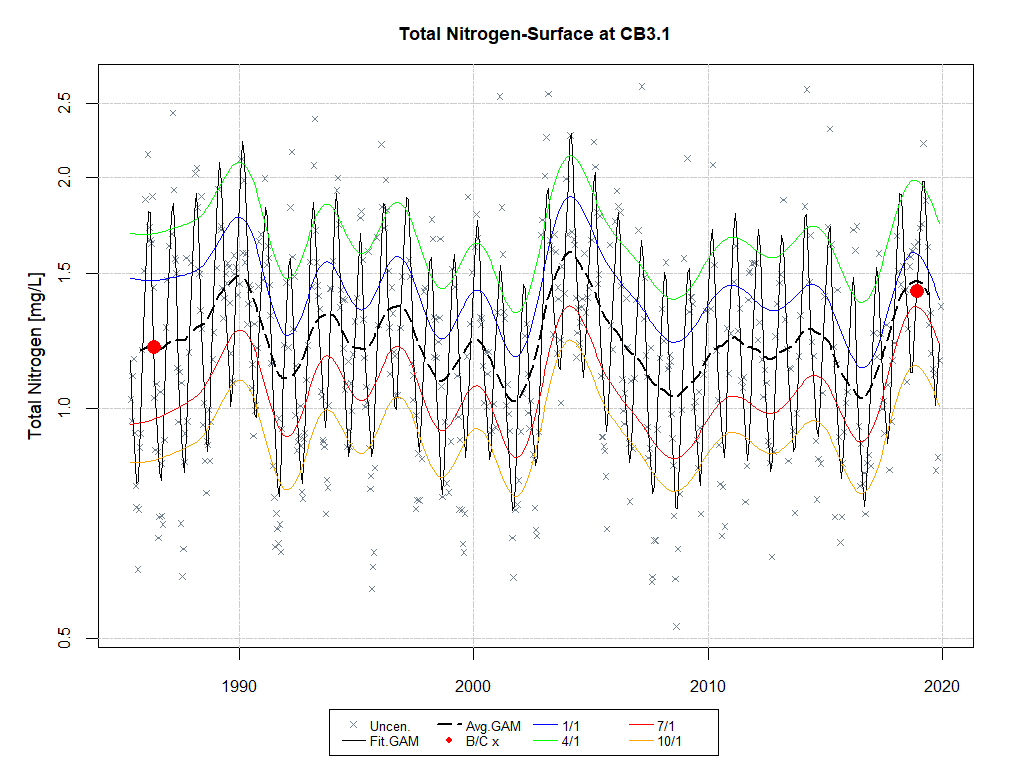 Total Nitrogen-Surface at CB3.1
Total Nitrogen [mg/L]
2.5
2.0
1.5
1.0
0.5
1990 2000 2010 2020
Uncen. Avg.GAM 1/1 7/1
Fit.GAM B/C x 4/1 10/1